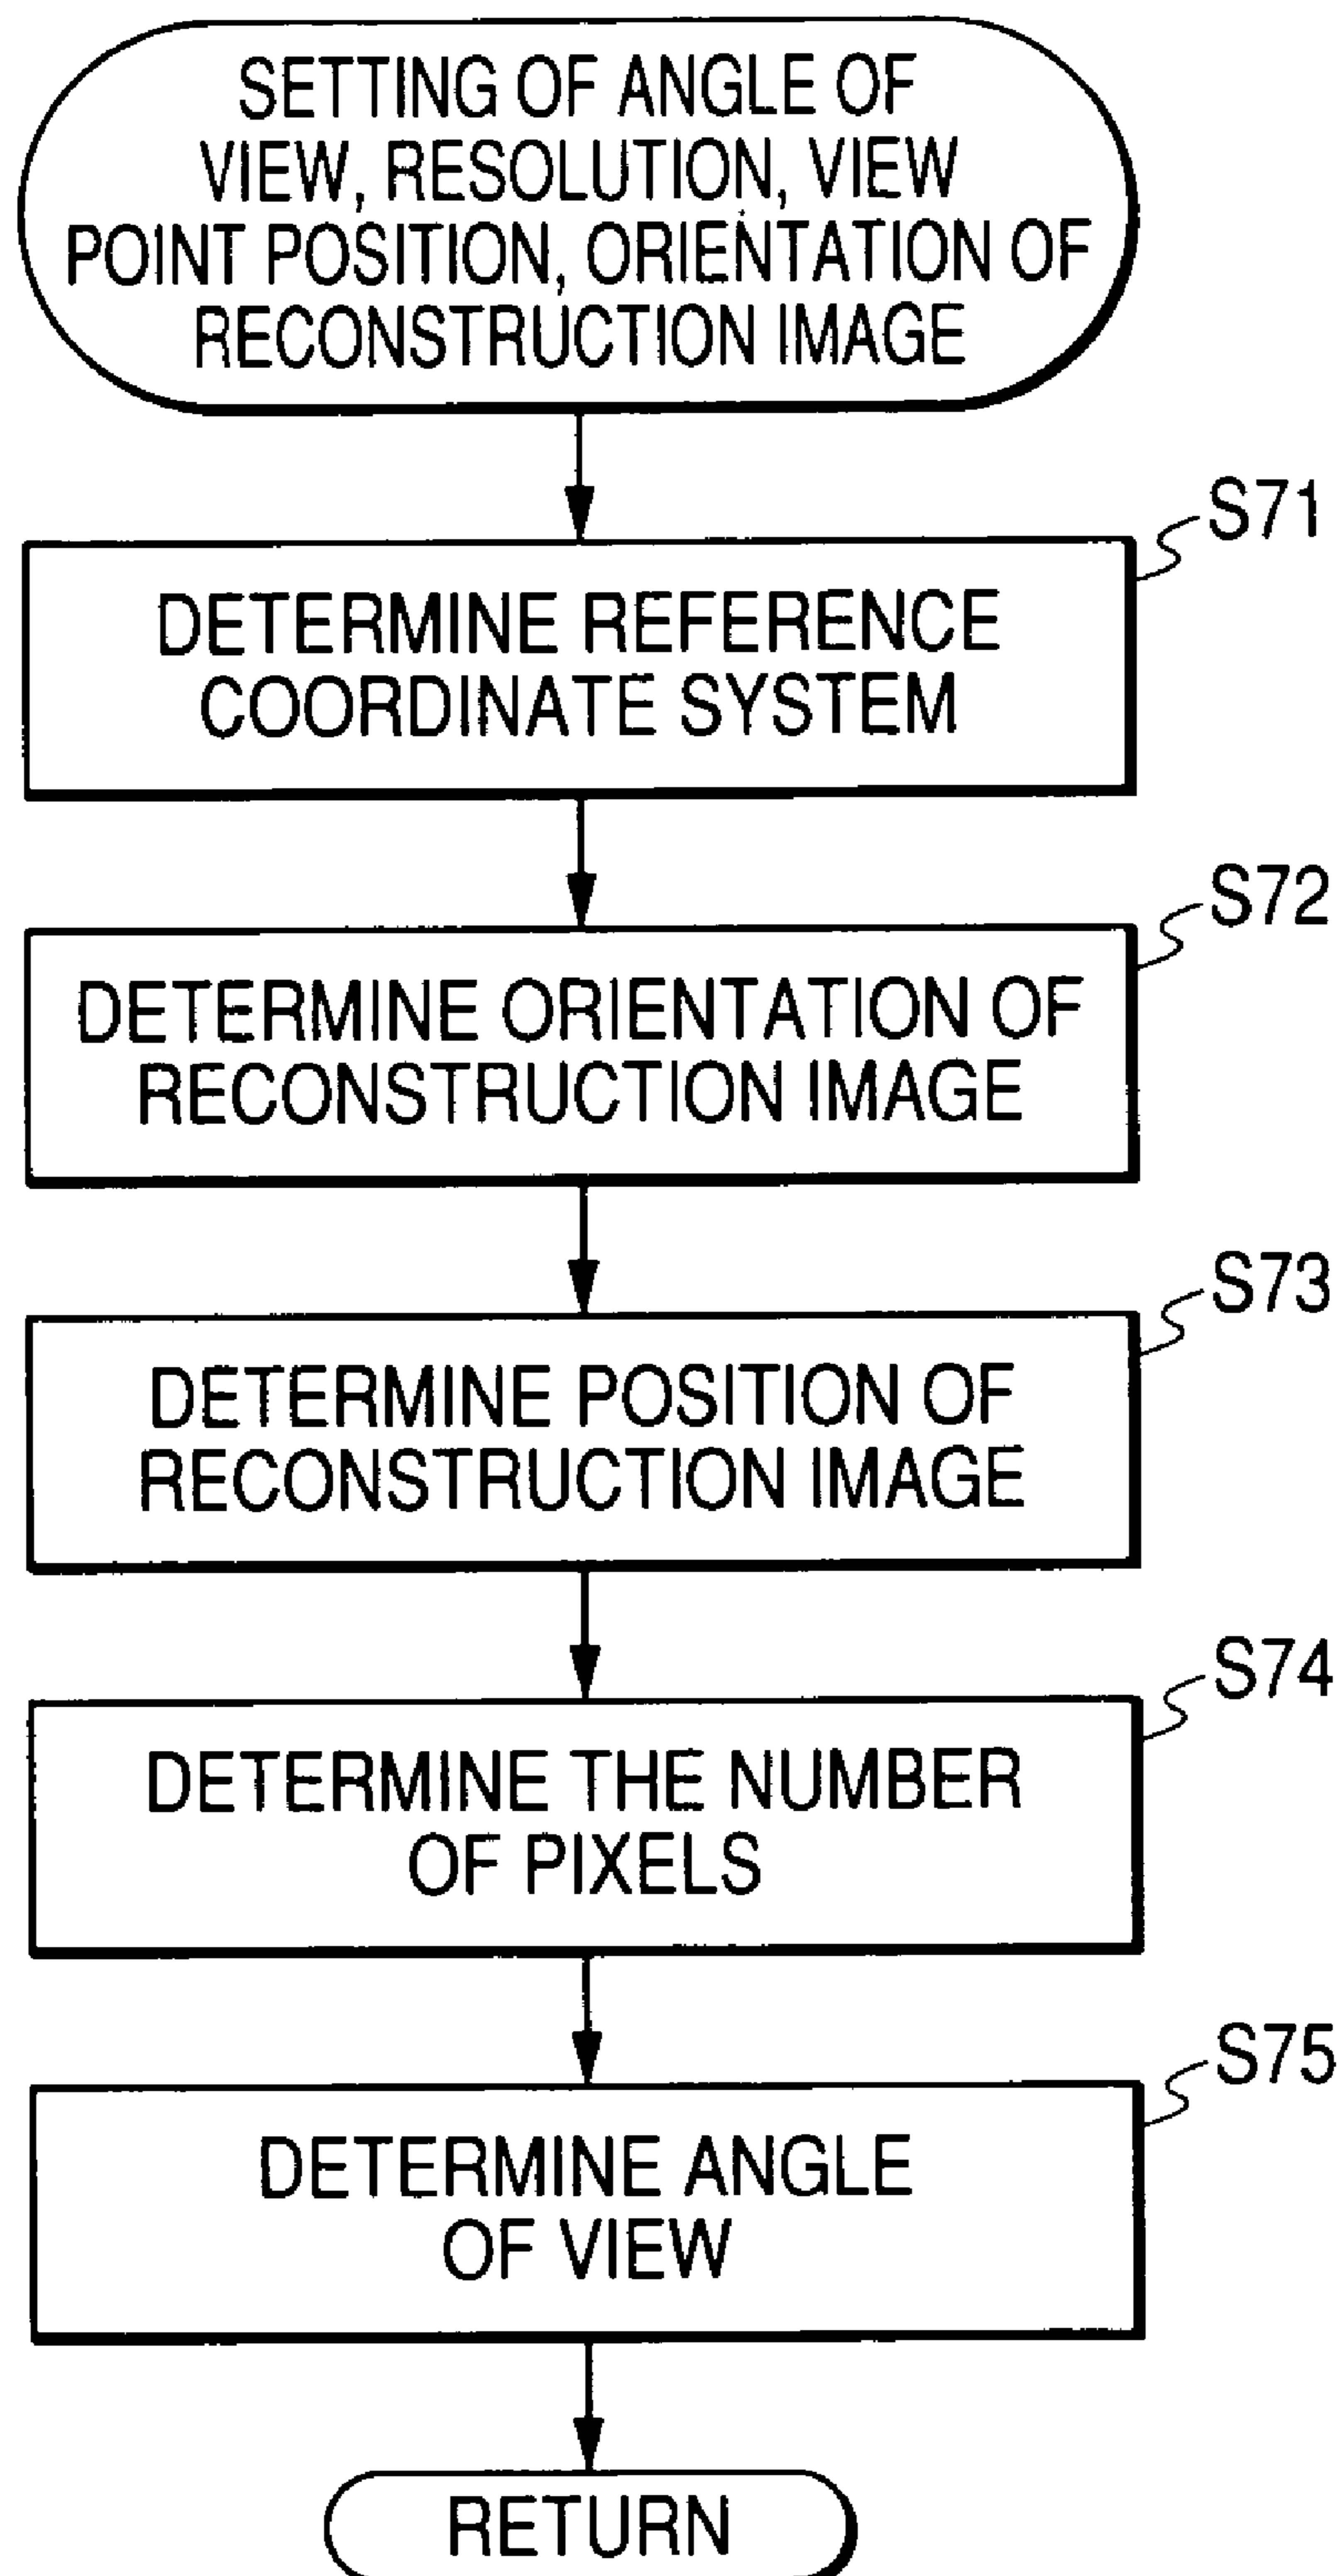 SETTING OF ANGLE OF
VIEW, RESOLUTION, VIEW
POINT POSITION, ORIENTATION OF
RECONSTRUCTION IMAGE
S71
DETERMINE REFERENCE
COORDINATE SYSTEM
S72
DETERMINE ORIENTATION OF
RECONSTRUCTION IMAGE
S73
DETERMINE POSITION OF
RECONSTRUCTION IMAGE
S74
DETERMINE THE NUMBER
OF PIXELS
S75
DETERMINE ANGLE
OF VIEW
RETURN